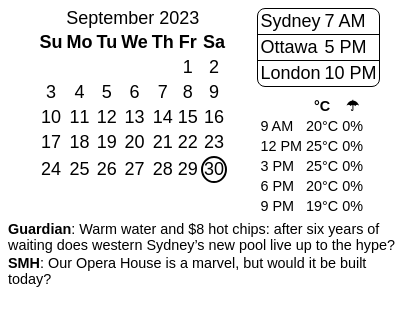 September 2023
Su Mo Tu We Th Fr Sa
1 2
3 4 5 6 7 8 9
10 11 12 13 14 15 16
17 18 19 20 21 22 23
24 25 26 27 28 29 30
Sydney 7 AM
Ottawa 5 PM
London 10 PM
°C ☂
9 AM 20°C 0%
12 PM 25°C 0%
3 PM 25°C 0%
6 PM 20°C 0%
9 PM 19°C 0%
Guardian: Warm water and $8 hot chips: after six years of
waiting does western Sydney’s new pool live up to the hype?
SMH: Our Opera House is a marvel, but would it be built
today?